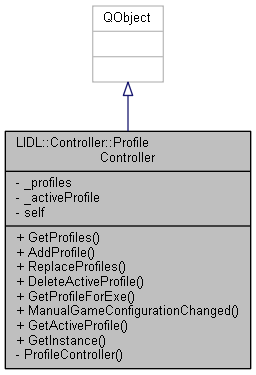 QObject
LIDL::Controller::Profile
Controller
- _profiles
- _activeProfile
- self
+ GetProfiles()
+ AddProfile()
+ ReplaceProfiles()
+ DeleteActiveProfile()
+ GetProfileForExe()
+ ManualGameConfigurationChanged()
+ GetActiveProfile()
+ GetInstance()
- ProfileController()